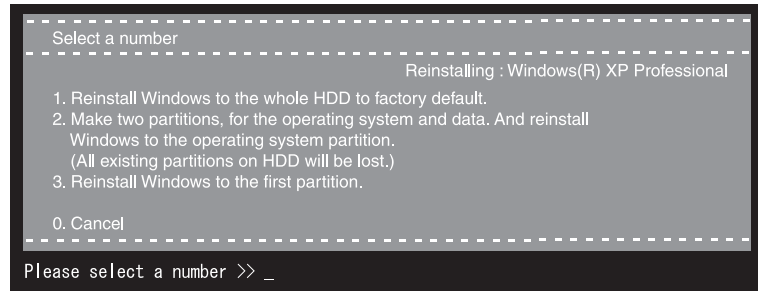 Select a number
Reinstalling : Windows(R) XP Professional
1. Reinstall Windows to the whole HDD to factory default.
2. Make two partitions, for the operating system and data. And reinstall
Windows to the operating system partition.
(All existing partitions on HDD will be lost.)
3. Reinstall Windows to the first partition.
0. Cancel
Please select a number >> _